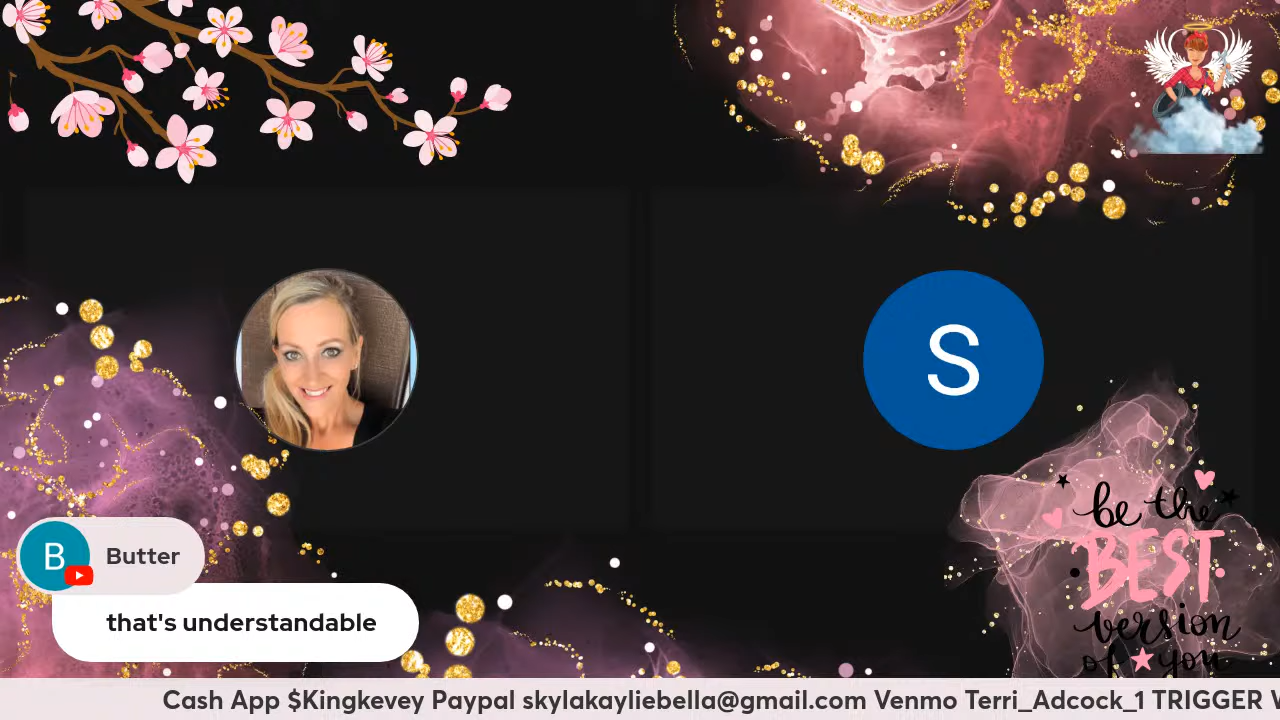 S
be the
BEST
version
of you
B Butter
that's understandable
Cash App $Kingkevey Paypal skylakayliebella@gmail.com Venmo Terri_Adcock_1 TRIGGER